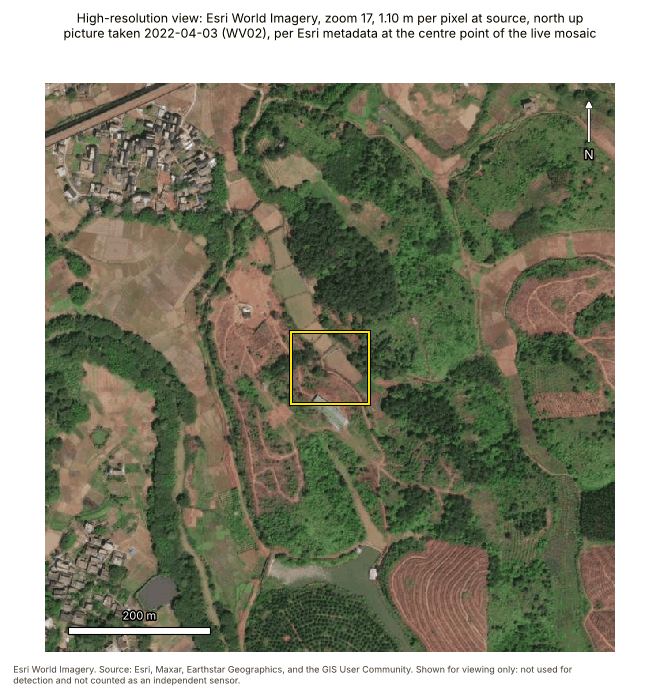 High-resolution view: Esri World Imagery, zoom 17, 1.10 m per pixel at source, north up
picture taken 2022-04-03 (WV02), per Esri metadata at the centre point of the live mosaic
N
200 m
Esri World Imagery. Source: Esri, Maxar, Earthstar Geographics, and the GIS User Community. Shown for viewing only: not used for
detection and not counted as an independent sensor.